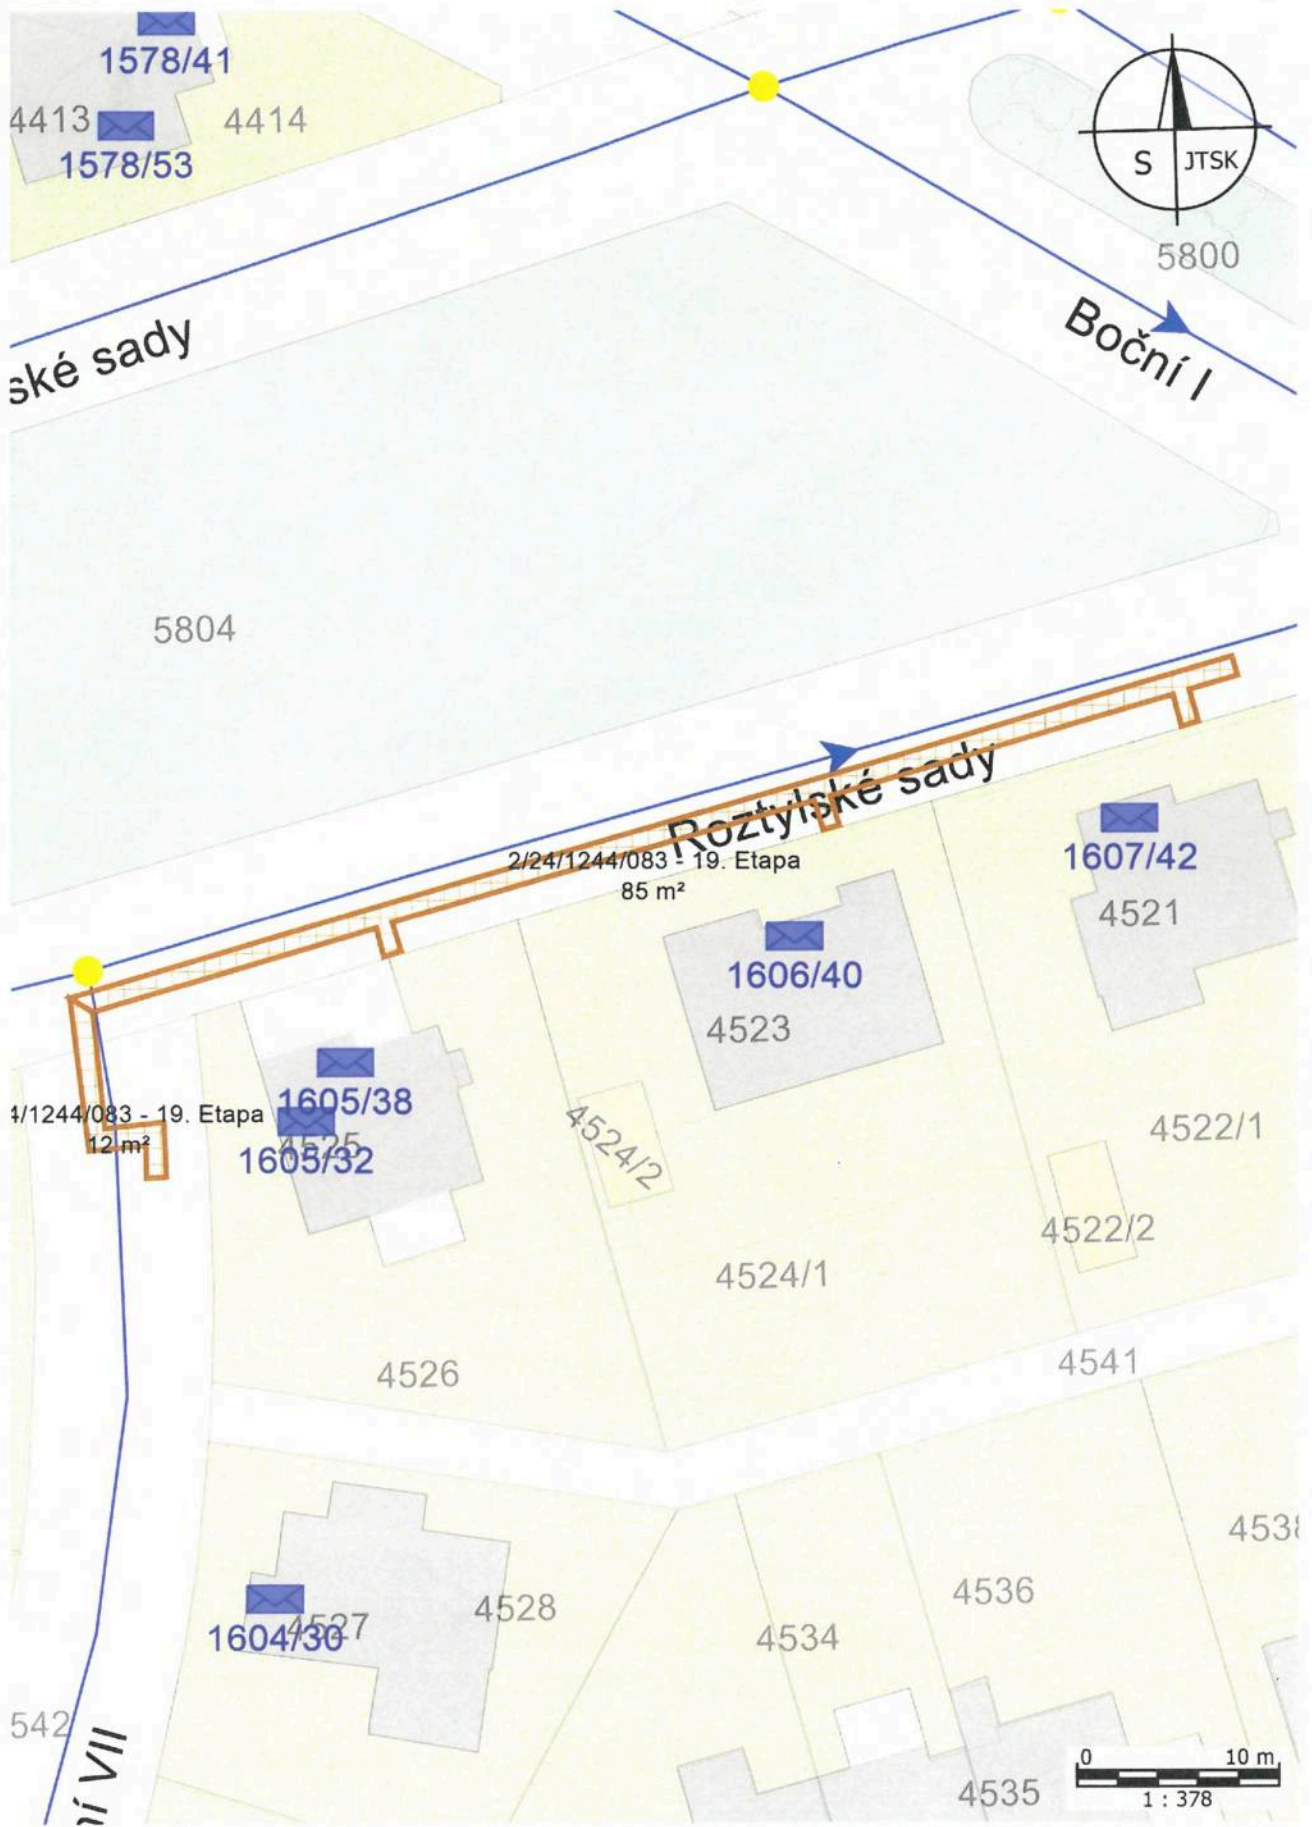 1578/41
4413
4414
1578/53
S JTSK
5800
ské sady
Boční I
5804
Roztylské sady
2/24/1244/083 - 19. Etapa
85 m²
1607/42
4521
1606/40
4523
1605/38
4/1244/083 - 19. Etapa
12 m²
4525
1605/32
4524/2
4522/1
4522/2
4524/1
4526
4541
4538
4536
4528
4527
1604/30
4534
542
ní VII
4535
0 10 m
1 : 378